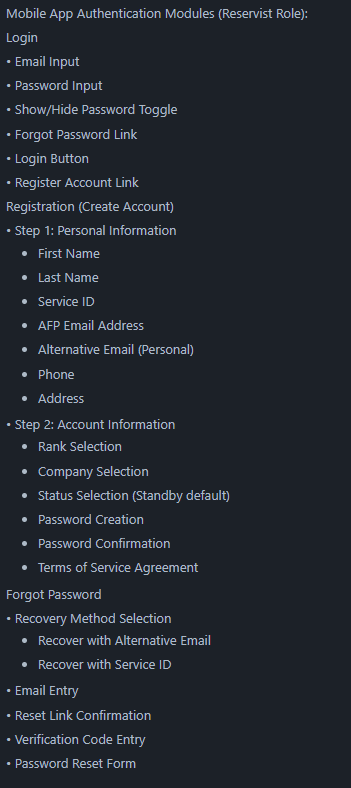 Mobile App Authentication Modules (Reservist Role):
Login
• Email Input
• Password Input
• Show/Hide Password Toggle
• Forgot Password Link
• Login Button
• Register Account Link
Registration (Create Account)
• Step 1: Personal Information
• First Name
• Last Name
• Service ID
• AFP Email Address
• Alternative Email (Personal)
• Phone
• Address
• Step 2: Account Information
• Rank Selection
• Company Selection
• Status Selection (Standby default)
• Password Creation
• Password Confirmation
• Terms of Service Agreement
Forgot Password
• Recovery Method Selection
• Recover with Alternative Email
• Recover with Service ID
• Email Entry
• Reset Link Confirmation
• Verification Code Entry
• Password Reset Form